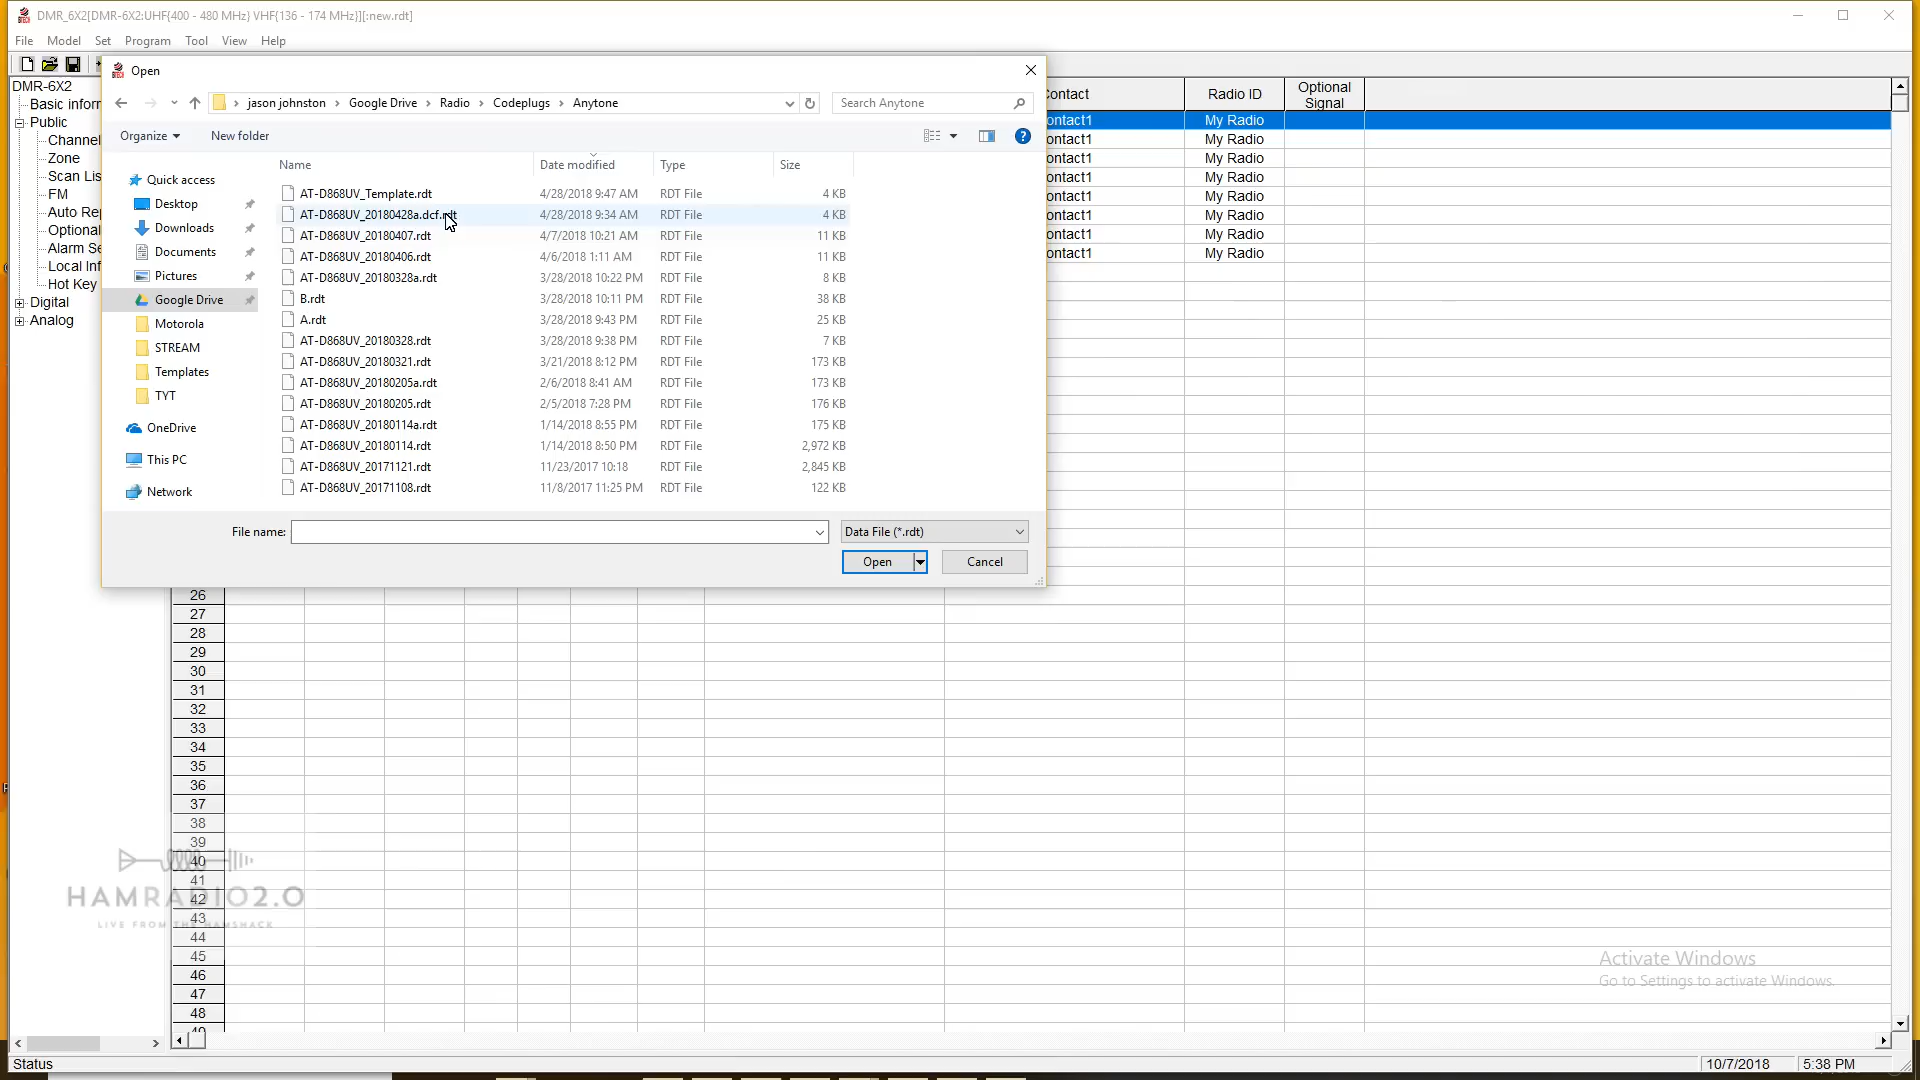 DMR_6X2[DMR-6X2:UHF{400 - 480 MHz} VHF{136 - 174 MHz}][:new.rdt]
File Model Set Program Tool View Help
Open
jason johnston > Google Drive > Radio > Codeplugs > Anytone
Search Anytone
Organize
New folder
DMR-6X2
Basic inform
Public
Channel
Zone
Scan Lis
FM
Auto Rep
Optional
Alarm Se
Local Inf
Hot Key
Digital
Analog
Quick access
Desktop
Downloads
Documents
Pictures
Google Drive
Motorola
STREAM
Templates
TYT
OneDrive
This PC
Network
Name Date modified Type Size
AT-D868UV_Template.rdt 4/28/2018 9:47 AM RDT File 4 KB
AT-D868UV_20180428a.dcf.rdt 4/28/2018 9:34 AM RDT File 4 KB
AT-D868UV_20180407.rdt 4/7/2018 10:21 AM RDT File 11 KB
AT-D868UV_20180406.rdt 4/6/2018 1:11 AM RDT File 11 KB
AT-D868UV_20180328a.rdt 3/28/2018 10:22 PM RDT File 8 KB
B.rdt 3/28/2018 10:11 PM RDT File 38 KB
A.rdt 3/28/2018 9:43 PM RDT File 25 KB
AT-D868UV_20180328.rdt 3/28/2018 9:38 PM RDT File 7 KB
AT-D868UV_20180321.rdt 3/21/2018 8:12 PM RDT File 173 KB
AT-D868UV_20180205a.rdt 2/6/2018 8:41 AM RDT File 173 KB
AT-D868UV_20180205.rdt 2/5/2018 7:28 PM RDT File 176 KB
AT-D868UV_20180114a.rdt 1/14/2018 8:55 PM RDT File 175 KB
AT-D868UV_20180114.rdt 1/14/2018 8:50 PM RDT File 2,972 KB
AT-D868UV_20171121.rdt 11/23/2017 10:18 RDT File 2,845 KB
AT-D868UV_20171108.rdt 11/8/2017 11:25 PM RDT File 122 KB
File name:
Data File (*.rdt)
Open Cancel
ontact Radio ID Optional
Signal
ontact1 My Radio
ontact1 My Radio
ontact1 My Radio
ontact1 My Radio
ontact1 My Radio
ontact1 My Radio
ontact1 My Radio
ontact1 My Radio
26
27
28
29
30
31
32
33
34
35
36
37
38
39
40
41
42
43
44
45
46
47
48
49
HAMRADIO2.0
LIVE FROM THE HAMSHACK
Activate Windows
Go to Settings to activate Windows.
Status 10/7/2018 5:38 PM